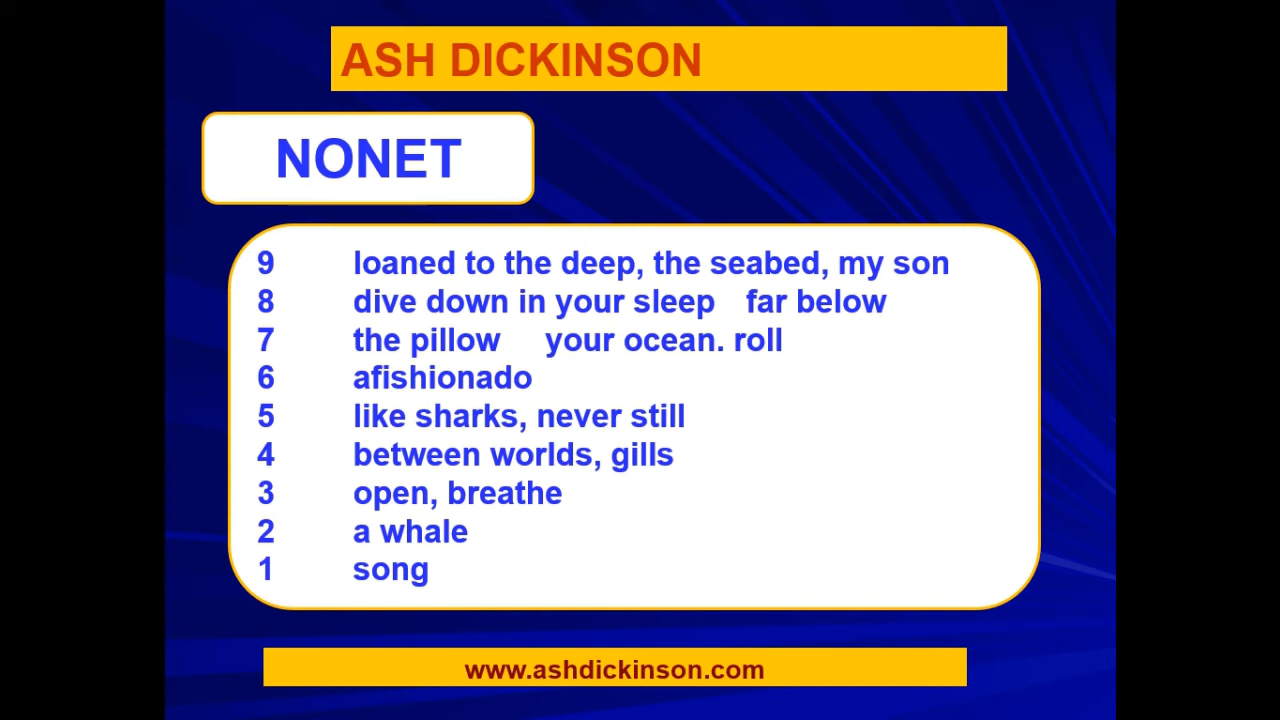 ASH DICKINSON
NONET
9 loaned to the deep, the seabed, my son
8 dive down in your sleep far below
7 the pillow your ocean. roll
6 afishionado
5 like sharks, never still
4 between worlds, gills
3 open, breathe
2 a whale
1 song
www.ashdickinson.com